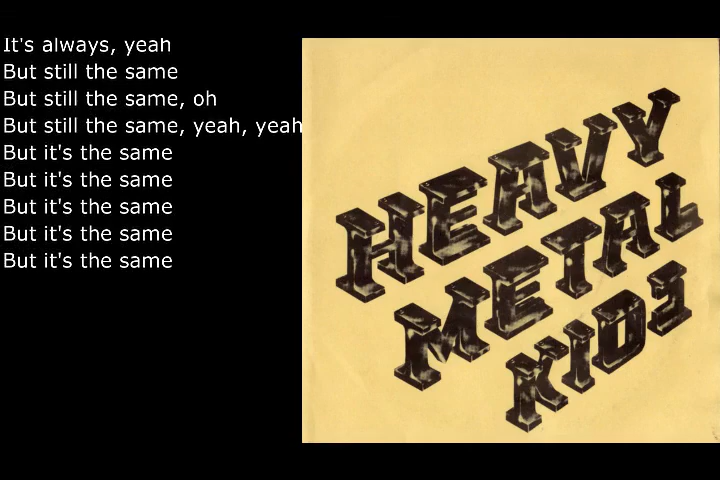 It's always, yeah
But still the same
But still the same, oh
But still the same, yeah, yeah
But it's the same
But it's the same
But it's the same
But it's the same
But it's the same
HEAVY
METAL
KIDS